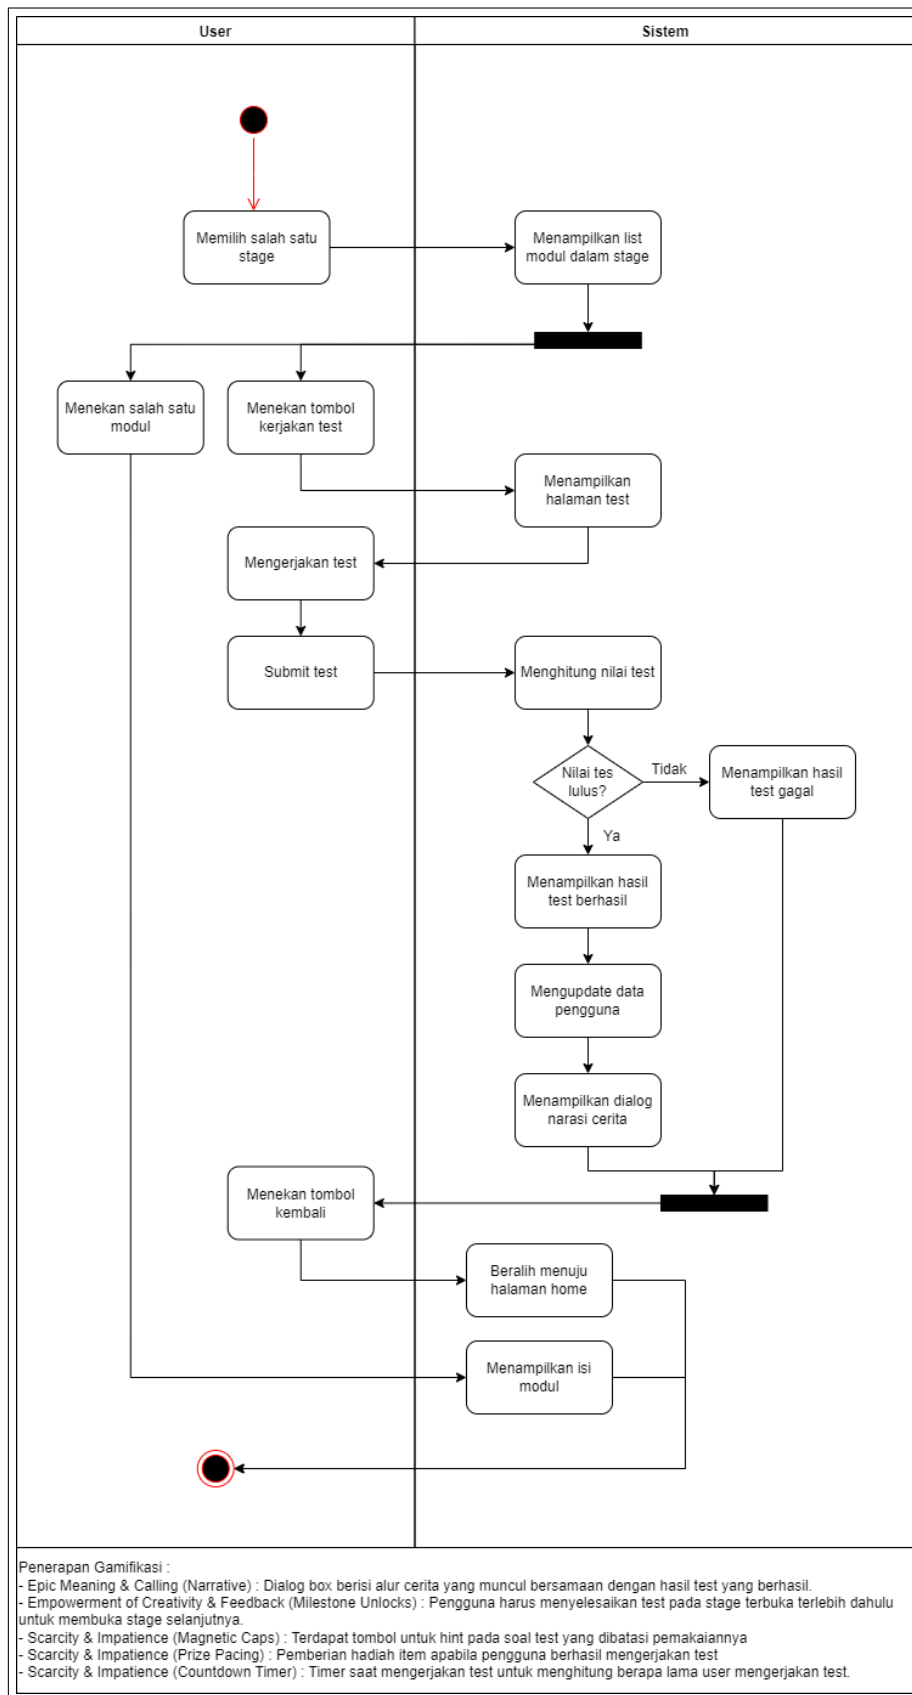 User
Sistem
Memilih salah satu
stage
Menampilkan list
modul dalam stage
Menekan salah satu
modul
Menekan tombol
kerjakan test
Menampilkan
halaman test
Mengerjakan test
Submit test
Menghitung nilai test
Nilai tes
lulus?
Tidak
Menampilkan hasil
test gagal
Ya
Menampilkan hasil
test berhasil
Mengupdate data
pengguna
Menampilkan dialog
narasi cerita
Menekan tombol
kembali
Beralih menuju
halaman home
Menampilkan isi
modul
Penerapan Gamifikasi :
- Epic Meaning & Calling (Narrative) : Dialog box berisi alur cerita yang muncul bersamaan dengan hasil test yang berhasil.
- Empowerment of Creativity & Feedback (Milestone Unlocks) : Pengguna harus menyelesaikan test pada stage terbuka terlebih dahulu
untuk membuka stage selanjutnya.
- Scarcity & Impatience (Magnetic Caps) : Terdapat tombol untuk hint pada soal test yang dibatasi pemakaiannya
- Scarcity & Impatience (Prize Pacing) : Pemberian hadiah item apabila pengguna berhasil mengerjakan test
- Scarcity & Impatience (Countdown Timer) : Timer saat mengerjakan test untuk menghitung berapa lama user mengerjakan test.